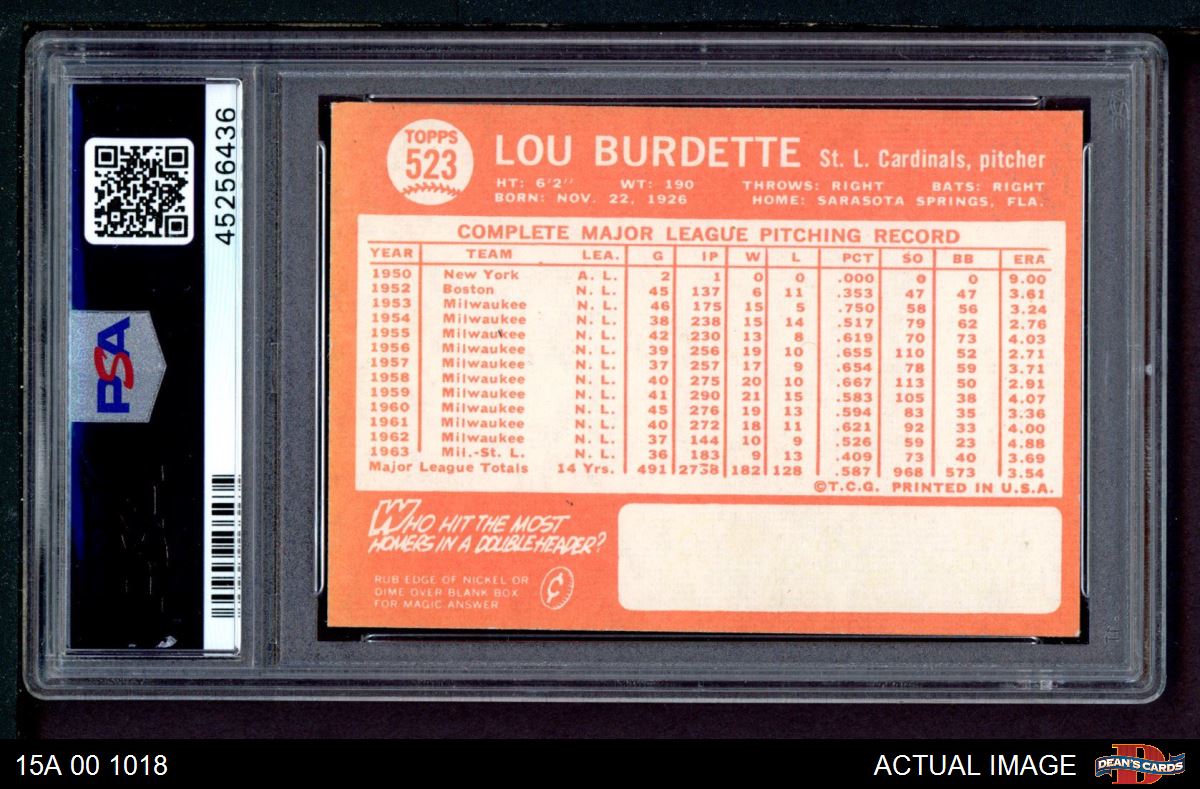 45256436
PSA
TOPPS
523
LOU BURDETTE St. L. Cardinals, pitcher
HT: 6'2" WT: 190 THROWS: RIGHT BATS: RIGHT
BORN: NOV. 22, 1926 HOME: SARASOTA SPRINGS, FLA.
COMPLETE MAJOR LEAGUE PITCHING RECORD
YEAR TEAM LEA. G IP W L PCT SO BB ERA
1950 New York A. L. 2 1 0 0 .000 0 0 9.00
1952 Boston N. L. 45 137 6 11 .353 47 47 3.61
1953 Milwaukee N. L. 46 175 15 5 .750 58 56 3.24
1954 Milwaukee N. L. 38 238 15 14 .517 79 62 2.76
1955 Milwaukee N. L. 42 230 13 8 .619 70 73 4.03
1956 Milwaukee N. L. 39 256 19 10 .655 110 52 2.71
1957 Milwaukee N. L. 37 257 17 9 .654 78 59 3.71
1958 Milwaukee N. L. 40 275 20 10 .667 113 50 2.91
1959 Milwaukee N. L. 41 290 21 15 .583 105 38 4.07
1960 Milwaukee N. L. 45 276 19 13 .594 83 35 3.36
1961 Milwaukee N. L. 40 272 18 11 .621 92 33 4.00
1962 Milwaukee N. L. 37 144 10 9 .526 59 23 4.88
1963 Mil.-St. L. N. L. 36 183 9 13 .409 73 40 3.69
Major League Totals 14 Yrs. 491 2738 182 128 .587 968 573 3.54
©T.C.G. PRINTED IN U.S.A.
WHO HIT THE MOST
HOMERS IN A DOUBLEHEADER?
RUB EDGE OF NICKEL OR
DIME OVER BLANK BOX
FOR MAGIC ANSWER
¢
15A 00 1018
ACTUAL IMAGE
D
DEAN'S CARDS